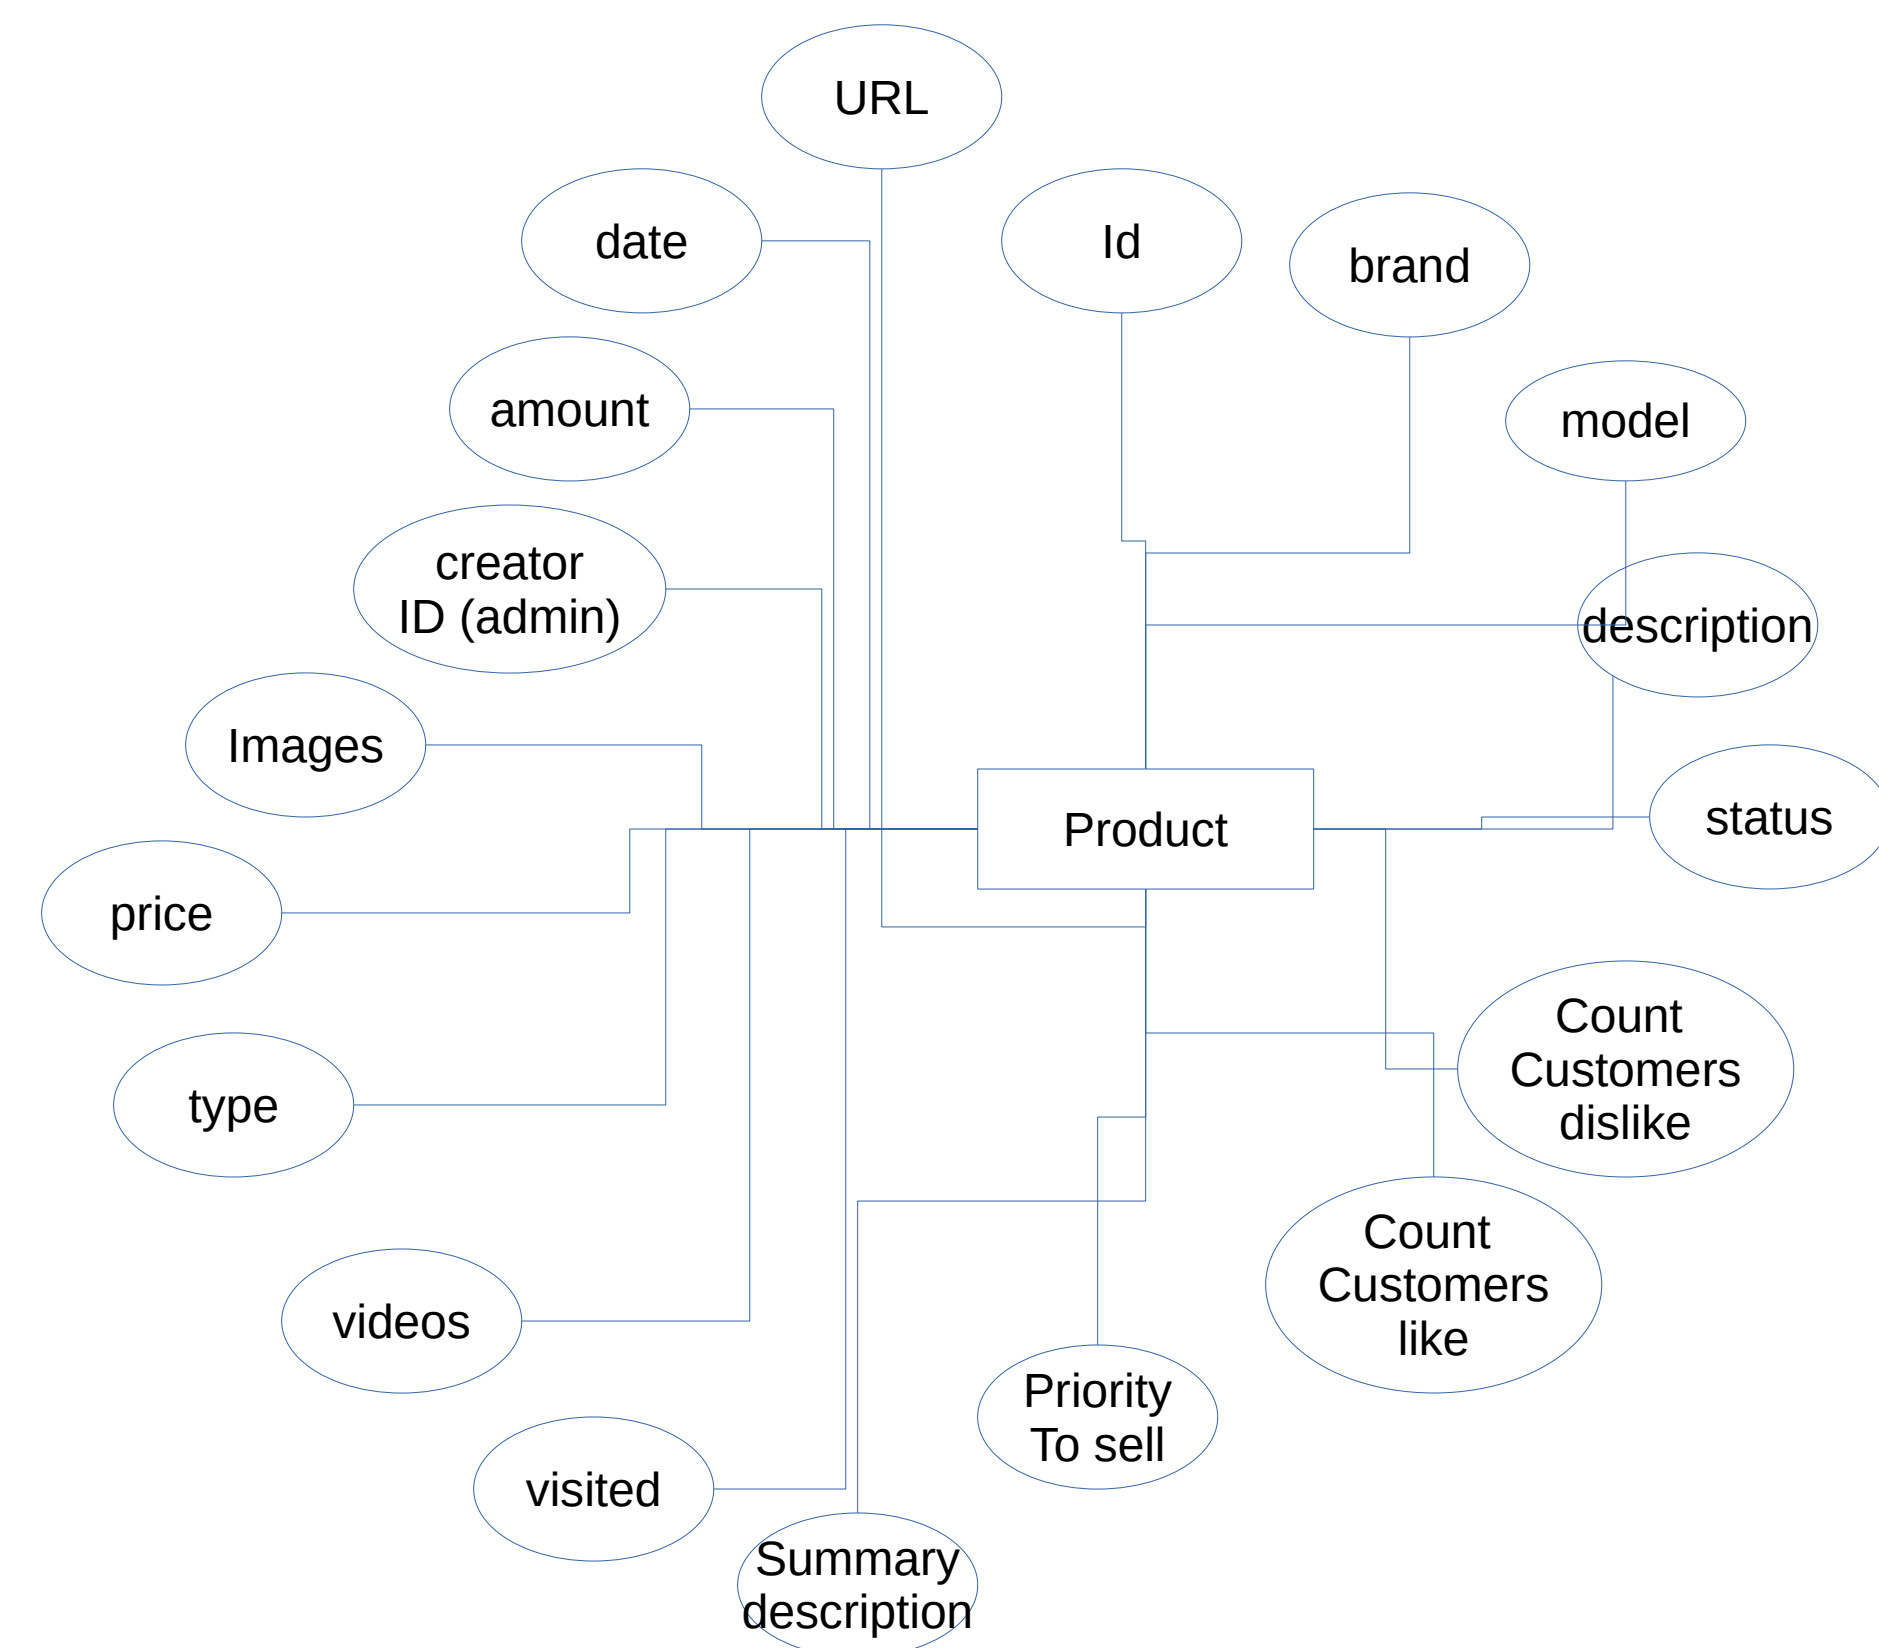 URL
date
Id
brand
amount
model
creator
ID (admin)
description
Images
status
Product
price
Count
Customers
dislike
type
Count
Customers
like
videos
Priority
To sell
visited
Summary
description